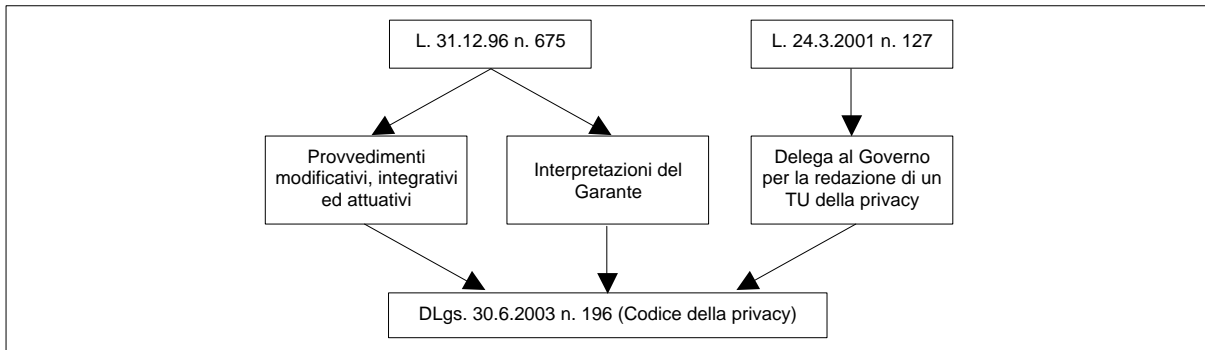 L. 31.12.96 n. 675
L. 24.3.2001 n. 127
Provvedimenti
modificativi, integrativi
ed attuativi
Interpretazioni del
Garante
Delega al Governo
per la redazione di un
TU della privacy
DLgs. 30.6.2003 n. 196 (Codice della privacy)